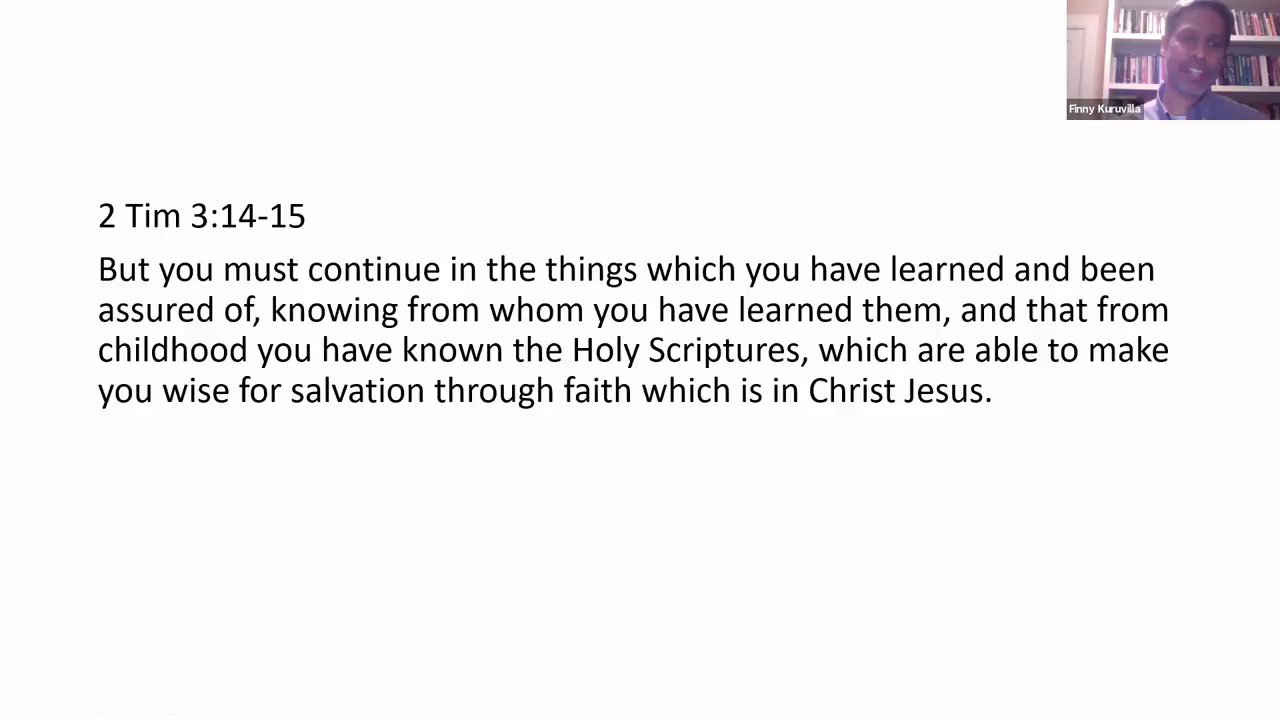 Finny Kuruvilla
2 Tim 3:14-15
But you must continue in the things which you have learned and been
assured of, knowing from whom you have learned them, and that from
childhood you have known the Holy Scriptures, which are able to make
you wise for salvation through faith which is in Christ Jesus.